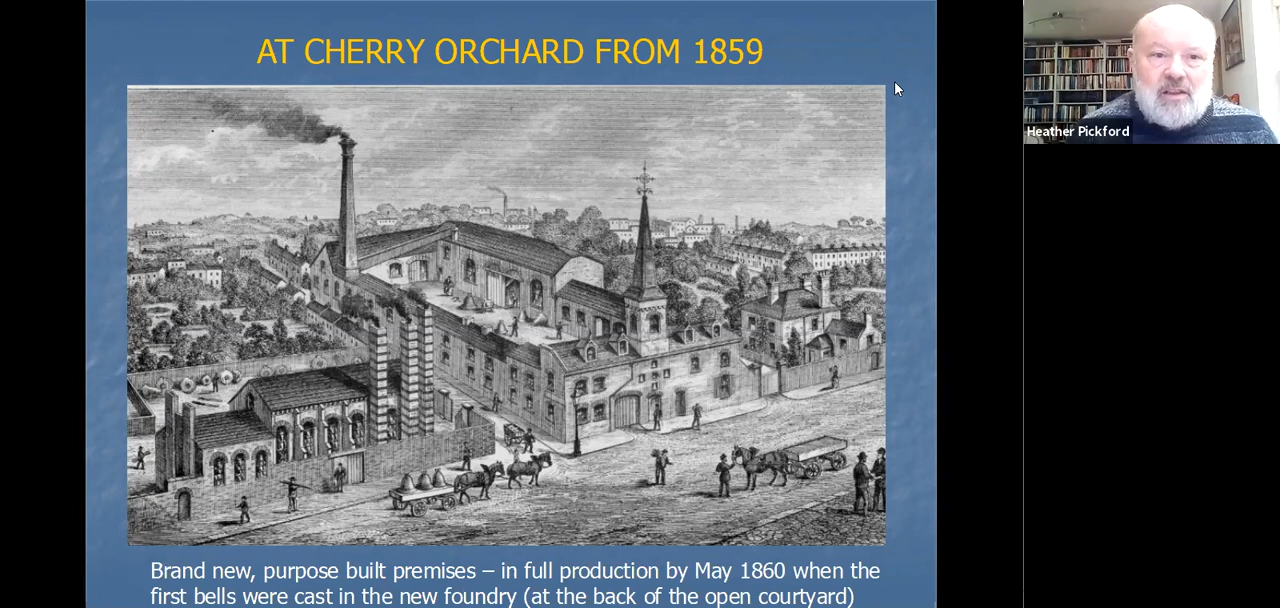 AT CHERRY ORCHARD FROM 1859
Heather Pickford
Brand new, purpose built premises – in full production by May 1860 when the
first bells were cast in the new foundry (at the back of the open courtyard)